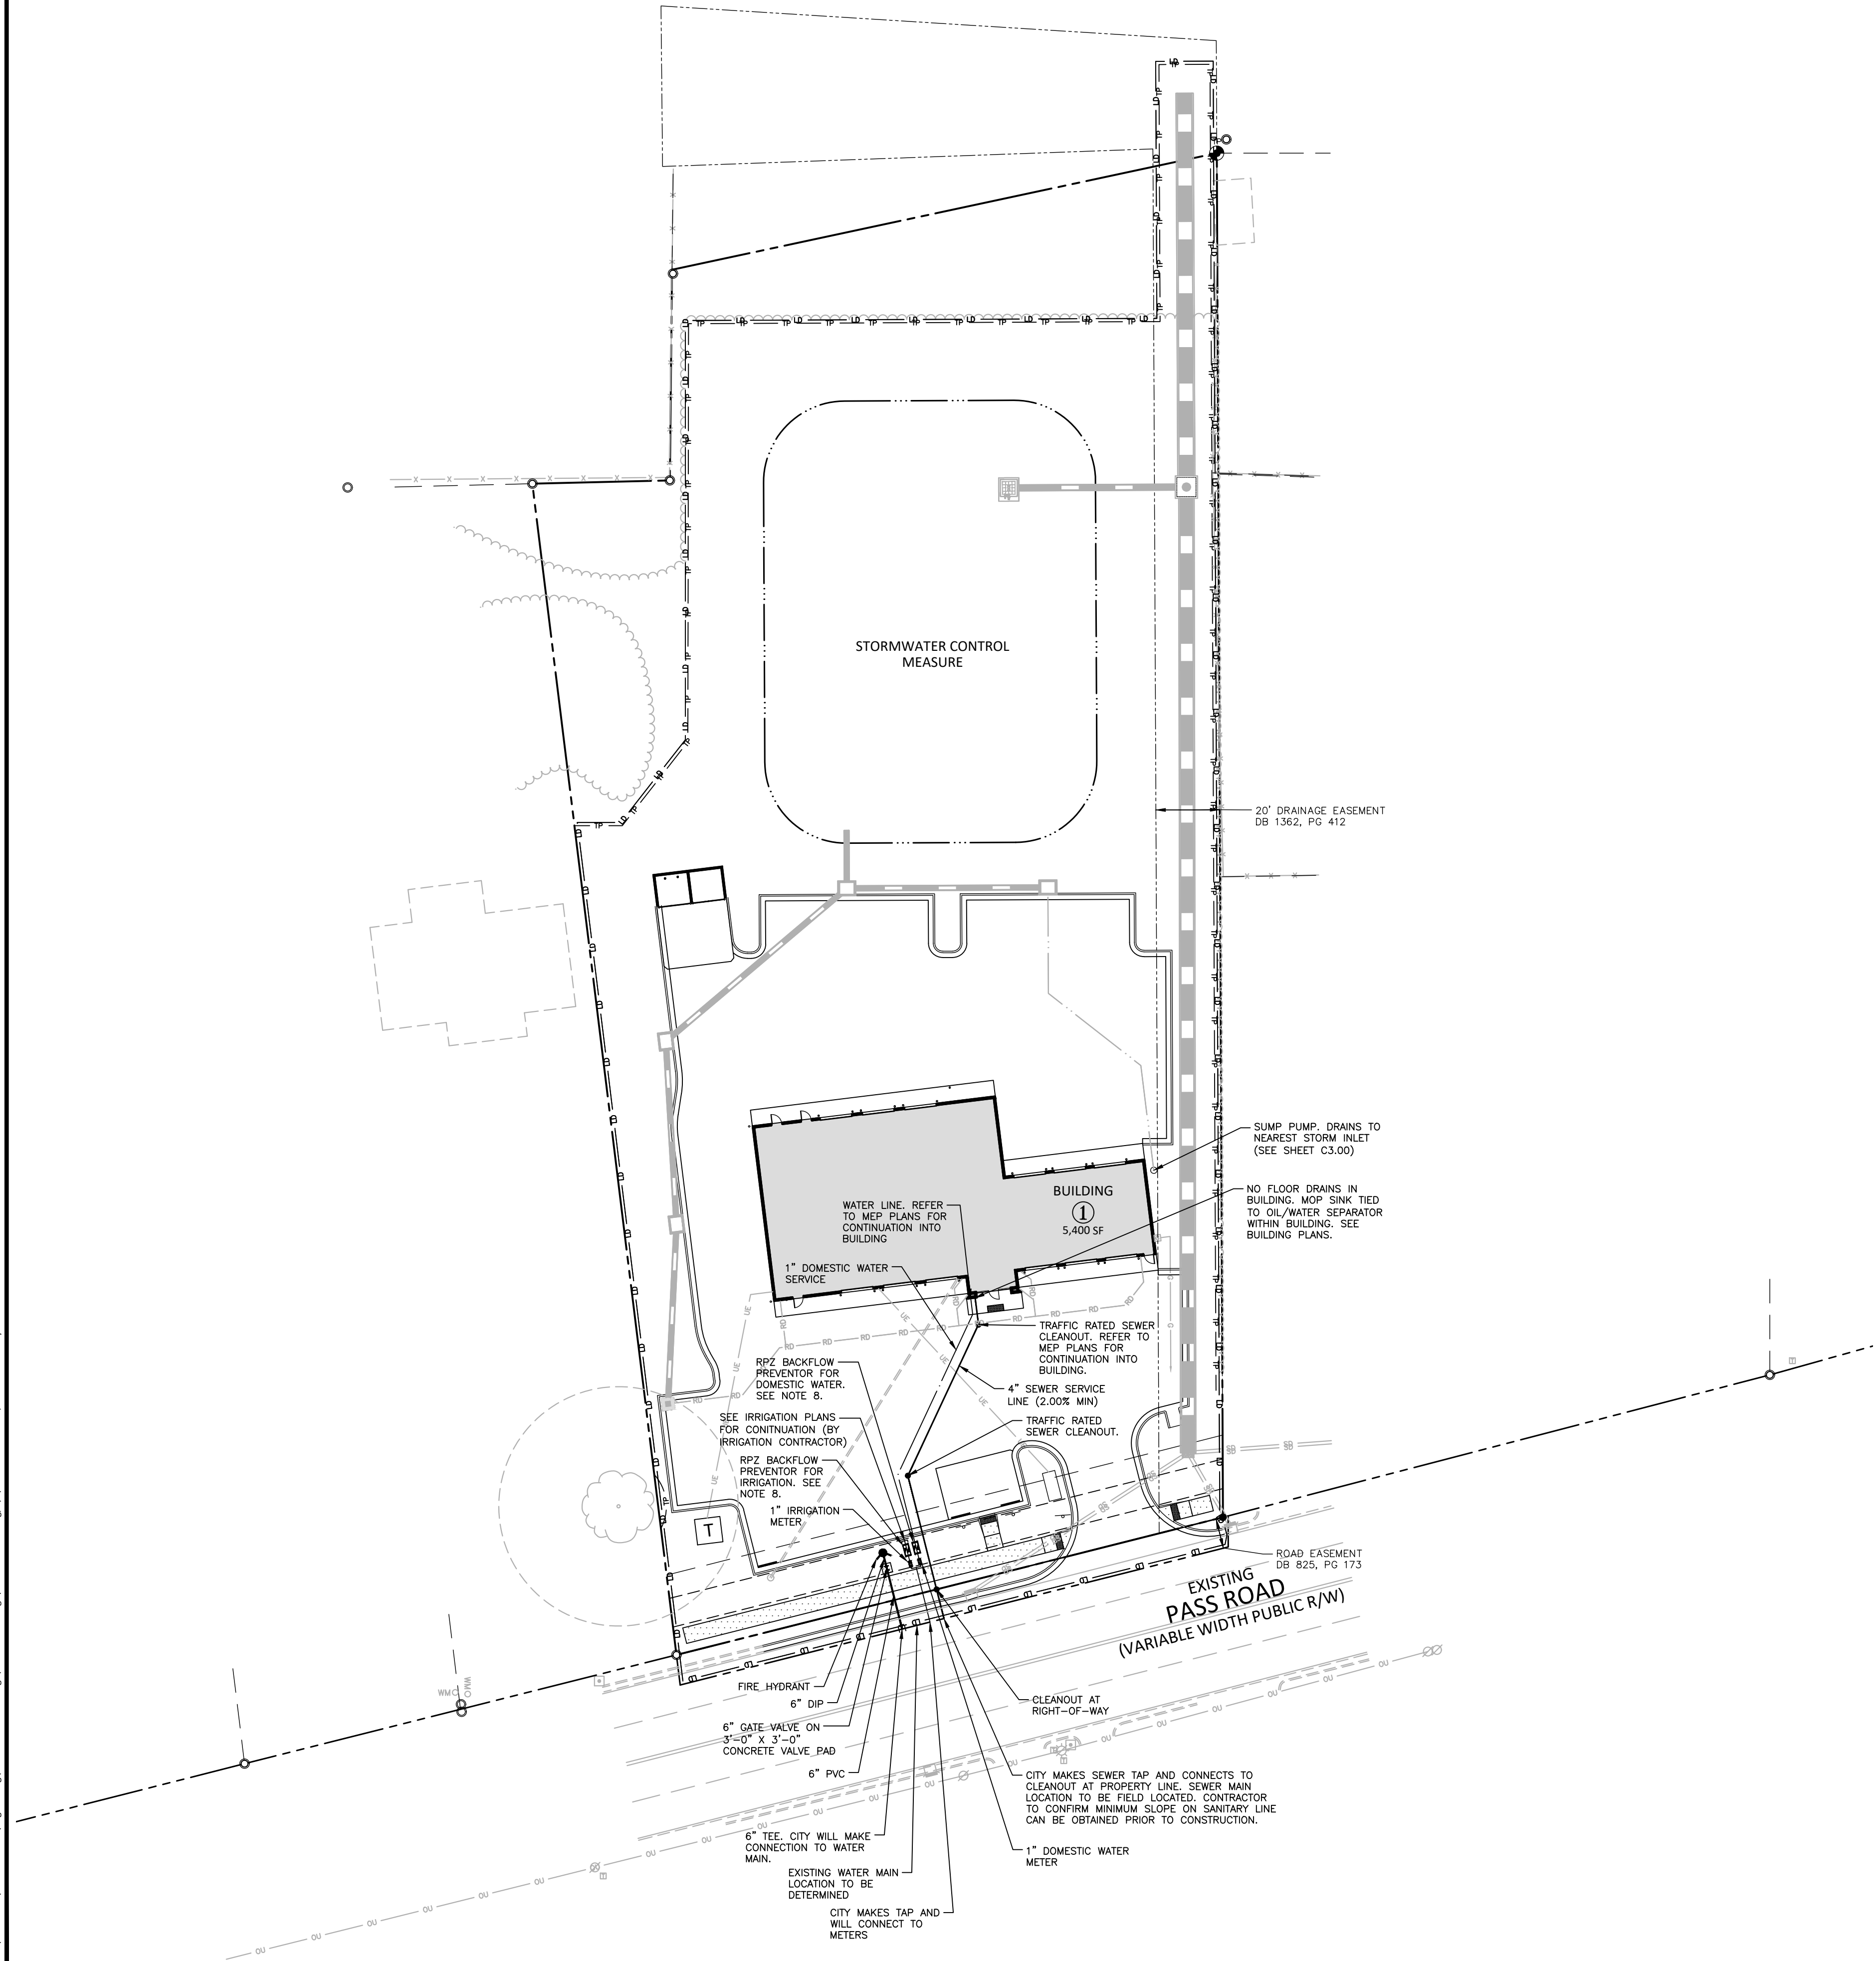 STORMWATER CONTROL
MEASURE
20' DRAINAGE EASEMENT
DB 1362, PG 412
SUMP PUMP. DRAINS TO
NEAREST STORM INLET
(SEE SHEET C3.00)
NO FLOOR DRAINS IN
BUILDING. MOP SINK TIED
TO OIL/WATER SEPARATOR
WITHIN BUILDING. SEE
BUILDING PLANS.
BUILDING
1
5,400 SF
WATER LINE. REFER
TO MEP PLANS FOR
CONTINUATION INTO
BUILDING
1" DOMESTIC WATER
SERVICE
TRAFFIC RATED SEWER
CLEANOUT. REFER TO
MEP PLANS FOR
CONTINUATION INTO
BUILDING.
RPZ BACKFLOW
PREVENTOR FOR
DOMESTIC WATER.
SEE NOTE 8.
4" SEWER SERVICE
LINE (2.00% MIN)
SEE IRRIGATION PLANS
FOR CONITNUATION (BY
IRRIGATION CONTRACTOR)
TRAFFIC RATED
SEWER CLEANOUT.
RPZ BACKFLOW
PREVENTOR FOR
IRRIGATION. SEE
NOTE 8.
1" IRRIGATION
METER
T
ROAD EASEMENT
DB 825, PG 173
EXISTING
PASS ROAD
(VARIABLE WIDTH PUBLIC R/W)
FIRE HYDRANT
6" DIP
6" GATE VALVE ON
3'-0" X 3'-0"
CONCRETE VALVE PAD
6" PVC
CLEANOUT AT
RIGHT-OF-WAY
CITY MAKES SEWER TAP AND CONNECTS TO
CLEANOUT AT PROPERTY LINE. SEWER MAIN
LOCATION TO BE FIELD LOCATED. CONTRACTOR
TO CONFIRM MINIMUM SLOPE ON SANITARY LINE
CAN BE OBTAINED PRIOR TO CONSTRUCTION.
6" TEE. CITY WILL MAKE
CONNECTION TO WATER
MAIN.
1" DOMESTIC WATER
METER
EXISTING WATER MAIN
LOCATION TO BE
DETERMINED
CITY MAKES TAP AND
WILL CONNECT TO
METERS